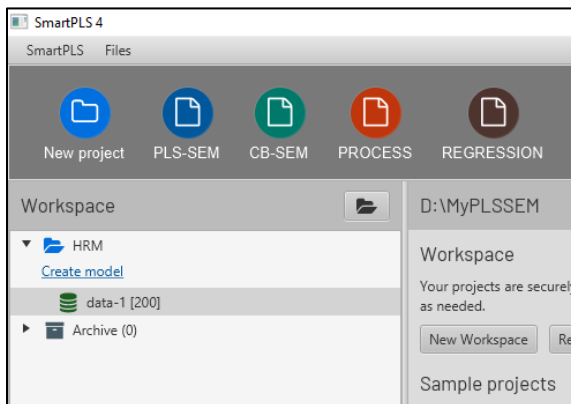 SmartPLS 4
SmartPLS Files
New project PLS-SEM CB-SEM PROCESS REGRESSION
Workspace
D:\MyPLSSEM
HRM
Create model
data-1 [200]
Archive (0)
Workspace
Your projects are securely
as needed.
New Workspace Re
Sample projects